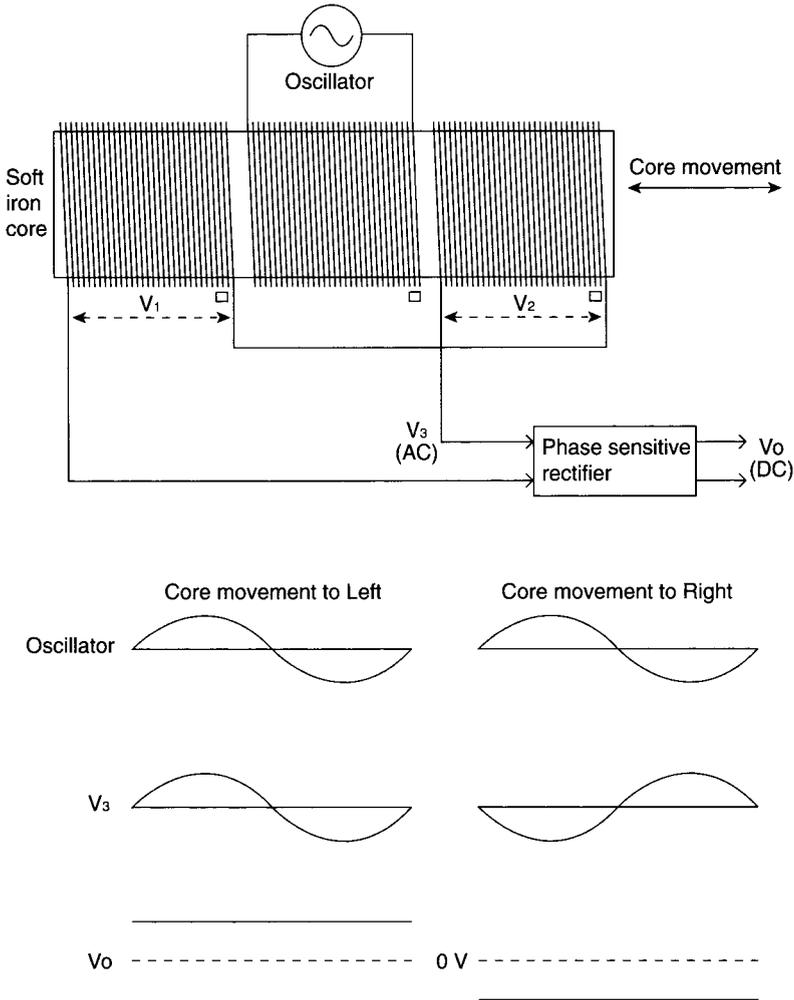 Oscillator
Soft
iron
core
Core movement
V₁
V₂
V₃
(AC)
Phase sensitive
rectifier
Vo
(DC)
Core movement to Left
Core movement to Right
Oscillator
V₃
Vo
0 V